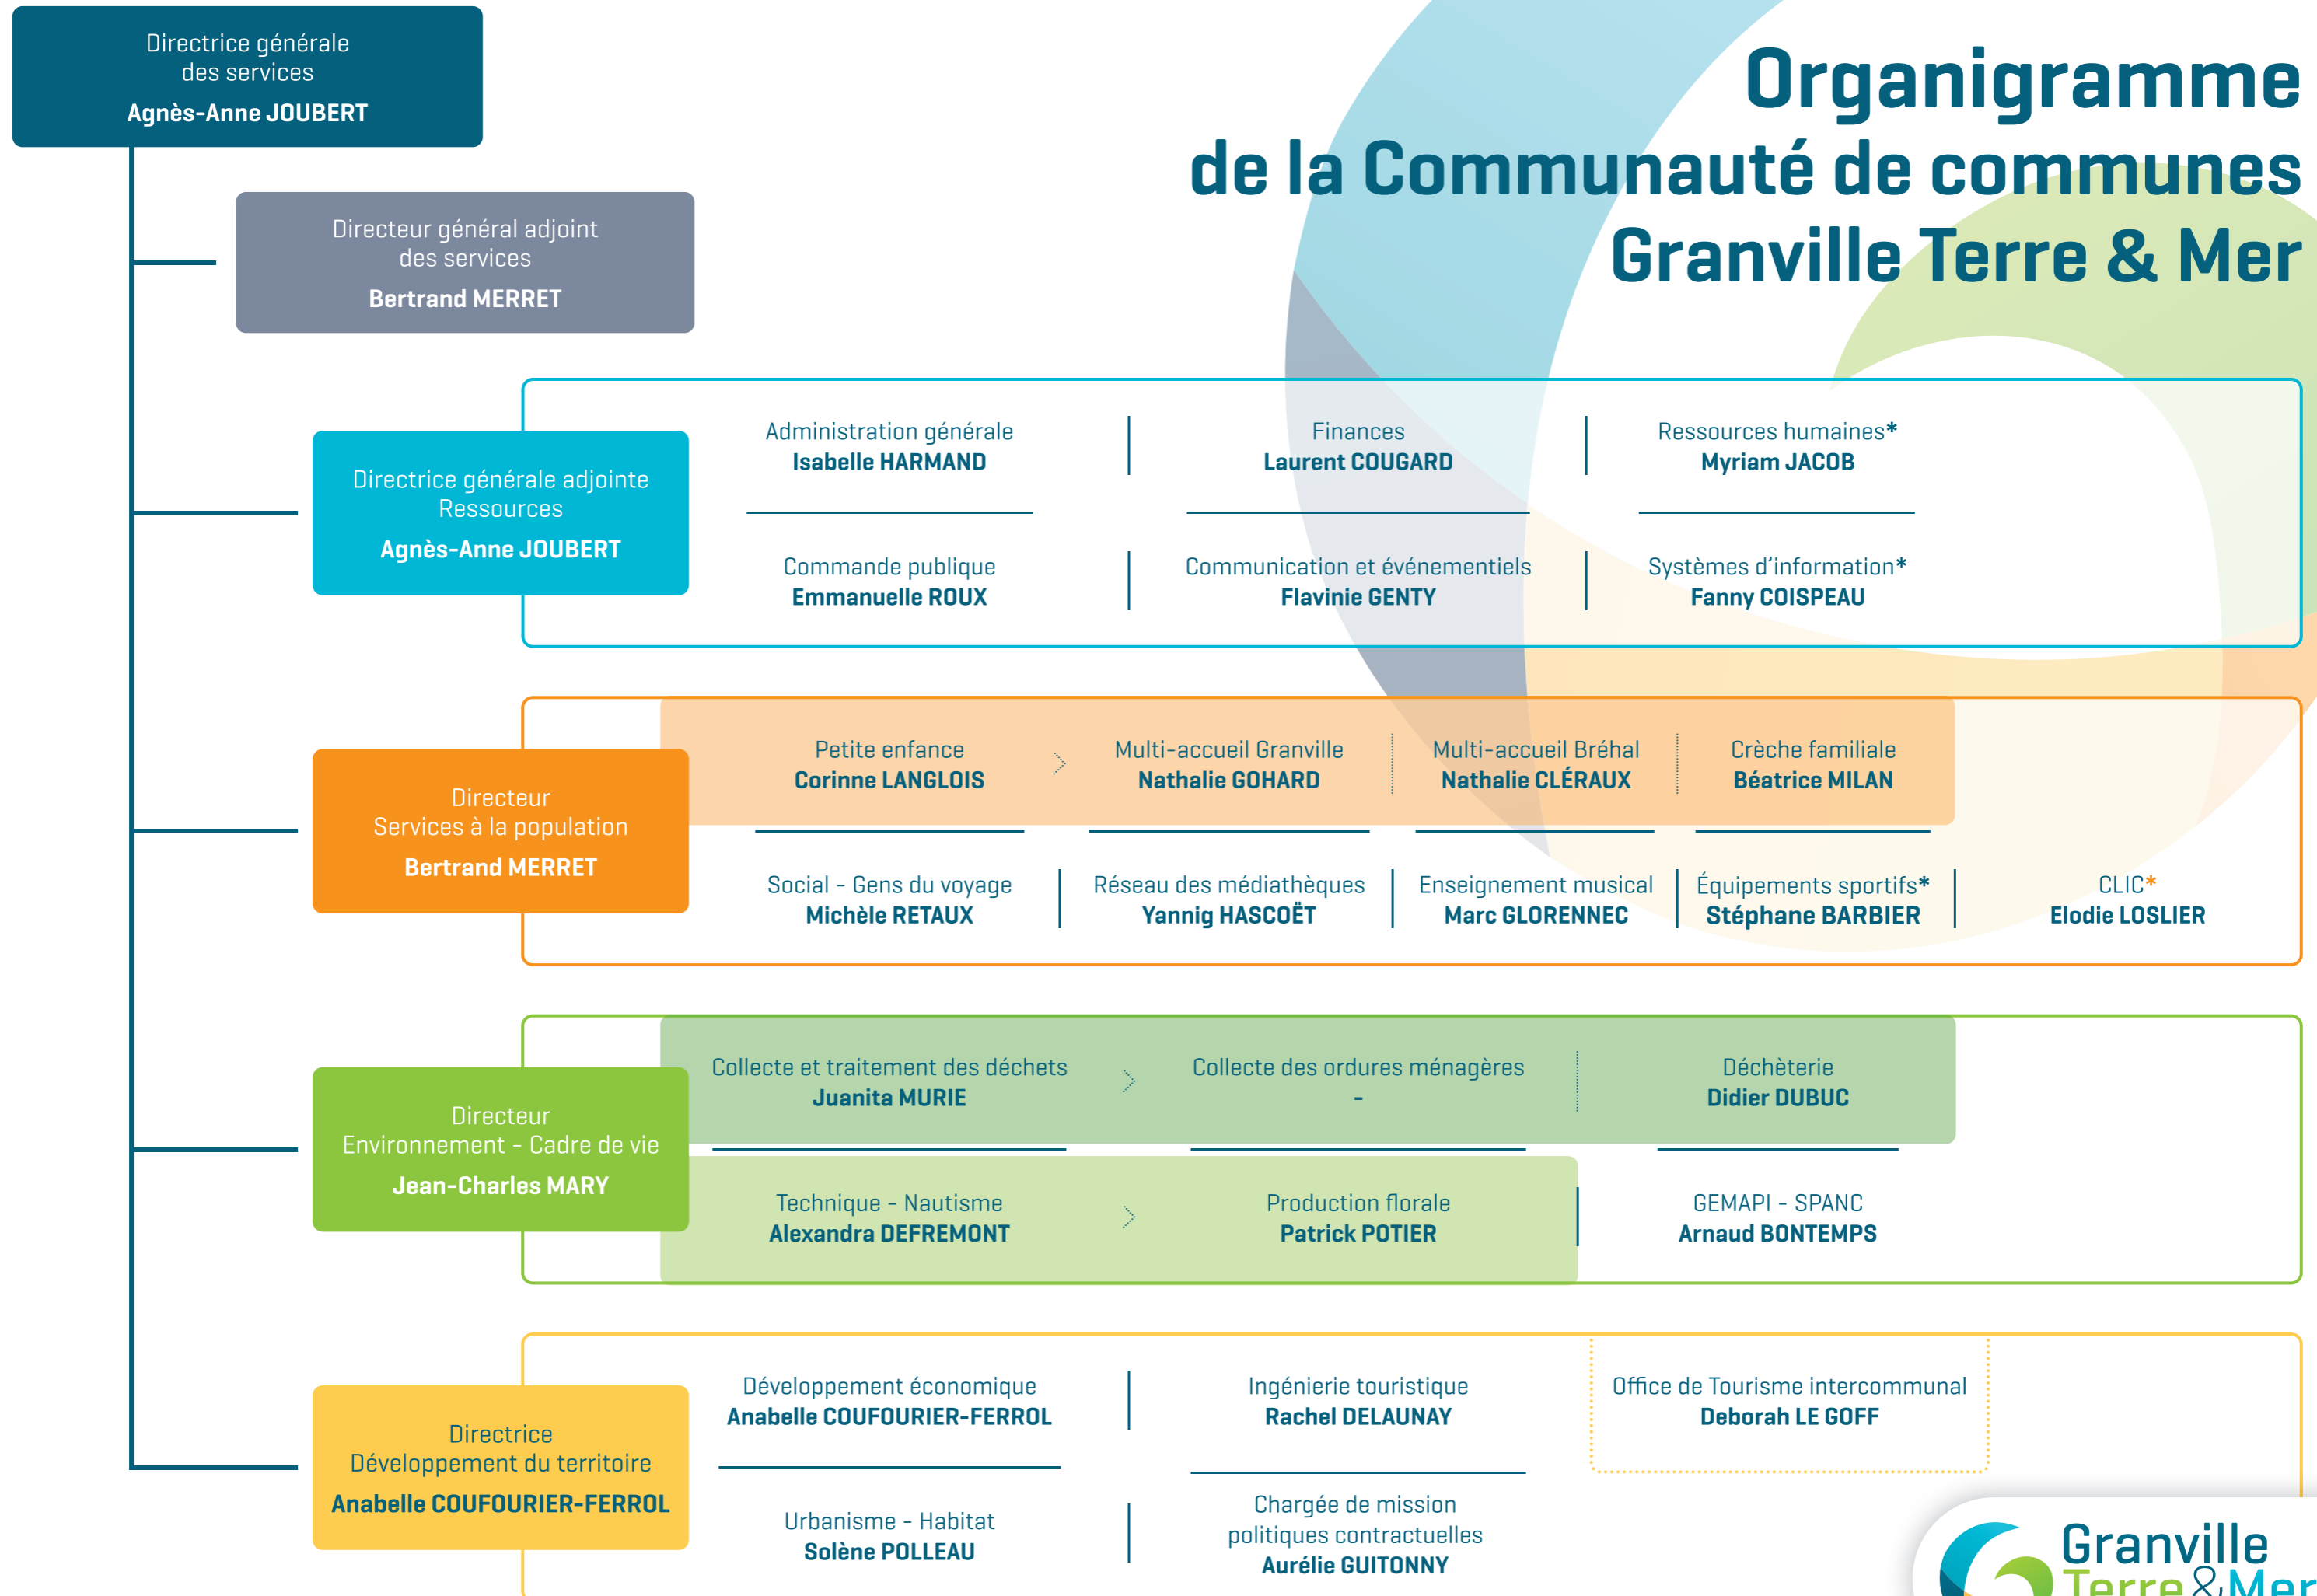 Directrice générale
des services
Agnès-Anne JOUBERT
Organigramme
de la Communauté de communes
Granville Terre & Mer
Directeur général adjoint
des services
Bertrand MERRET
Directrice générale adjointe
Ressources
Agnès-Anne JOUBERT
Administration générale
Isabelle HARMAND
Finances
Laurent COUGARD
Ressources humaines*
Myriam JACOB
Commande publique
Emmanuelle ROUX
Communication et événementiels
Flavinie GENTY
Systèmes d'information*
Fanny COISPEAU
Directeur
Services à la population
Bertrand MERRET
Petite enfance
Corinne LANGLOIS
Multi-accueil Granville
Nathalie GOHARD
Multi-accueil Bréhal
Nathalie CLÉRAUX
Crèche familiale
Béatrice MILAN
Social - Gens du voyage
Michèle RETAUX
Réseau des médiathèques
Yannig HASCOËT
Enseignement musical
Marc GLORENNEC
Équipements sportifs*
Stéphane BARBIER
CLIC*
Elodie LOSLIER
Directeur
Environnement - Cadre de vie
Jean-Charles MARY
Collecte et traitement des déchets
Juanita MURIE
Collecte des ordures ménagères
-
Déchèterie
Didier DUBUC
Technique - Nautisme
Alexandra DEFREMONT
Production florale
Patrick POTIER
GEMAPI - SPANC
Arnaud BONTEMPS
Directrice
Développement du territoire
Anabelle COUFOURIER-FERROL
Développement économique
Anabelle COUFOURIER-FERROL
Ingénierie touristique
Rachel DELAUNAY
Office de Tourisme intercommunal
Deborah LE GOFF
Urbanisme - Habitat
Solène POLLEAU
Chargée de mission
politiques contractuelles
Aurélie GUITONNY
Granville
Terre & Mer